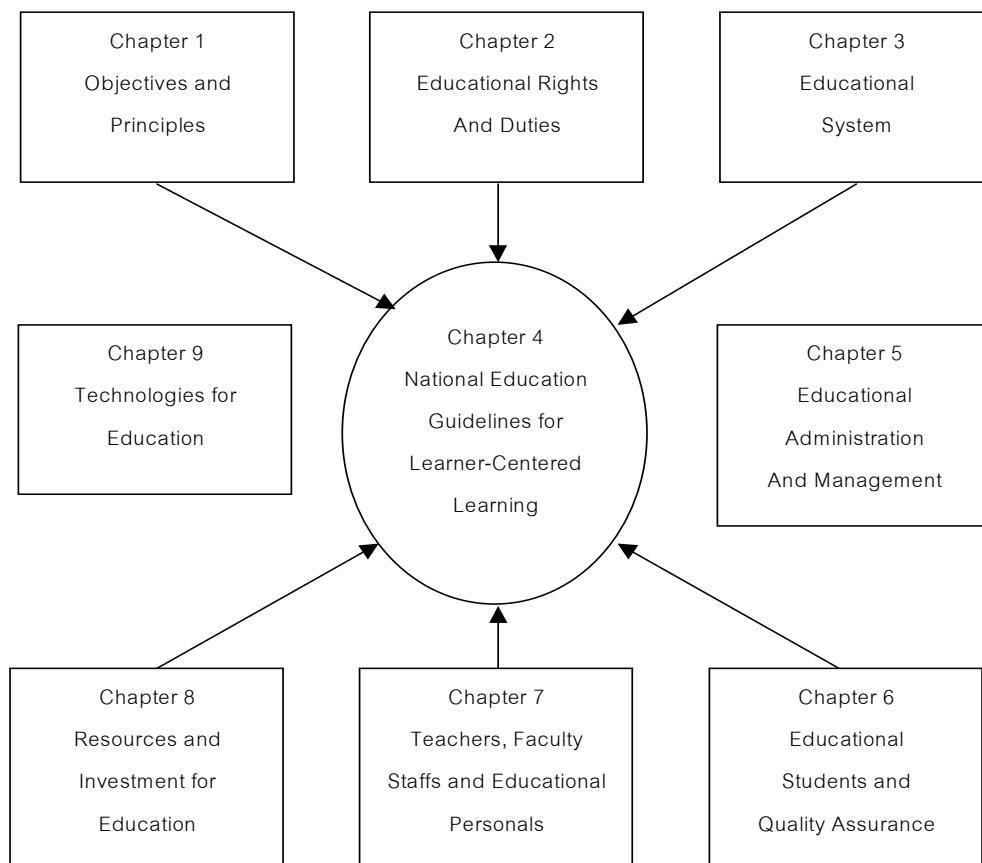 Chapter 1
Objectives and
Principles
Chapter 2
Educational Rights
And Duties
Chapter 3
Educational
System
Chapter 9
Technologies for
Education
Chapter 4
National Education
Guidelines for
Learner-Centered
Learning
Chapter 5
Educational
Administration
And Management
Chapter 8
Resources and
Investment for
Education
Chapter 7
Teachers, Faculty
Staffs and Educational
Personals
Chapter 6
Educational
Students and
Quality Assurance